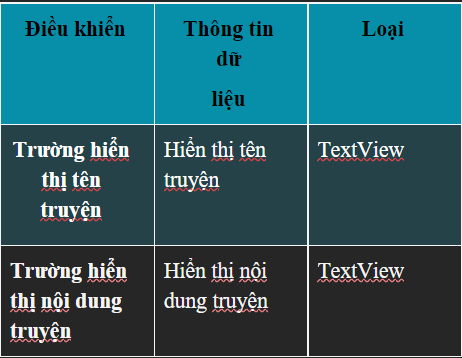 Điều khiển
Thông tin
dữ
liệu
Loại
Trường hiển
thị tên
truyện
Hiển thị tên
truyện
TextView
Trường hiển
thị nội dung
truyện
Hiển thị nội
dung truyện
TextView